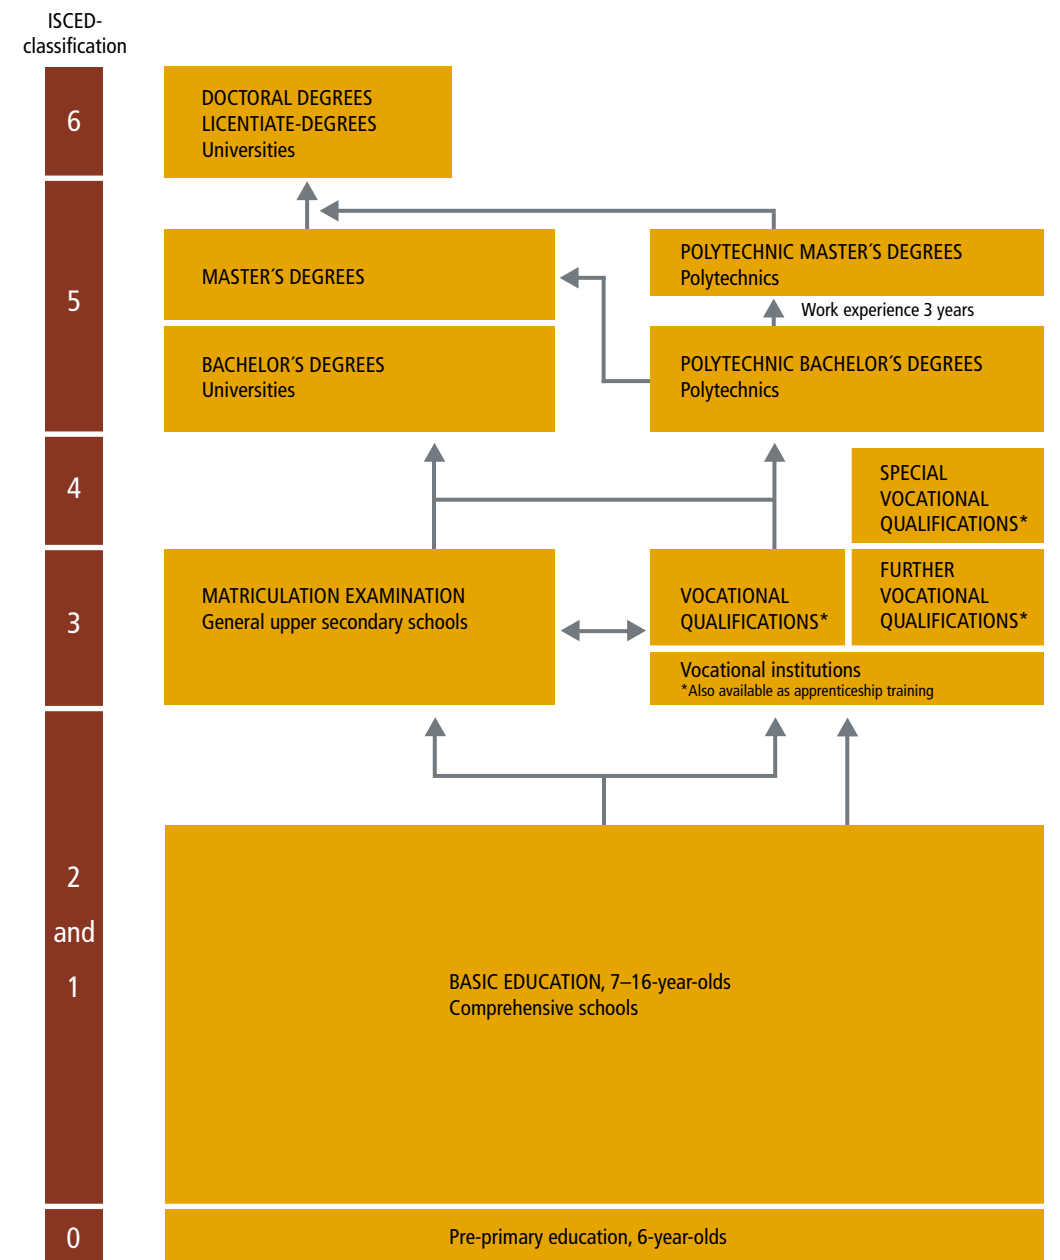 ISCED-
classification
6
DOCTORAL DEGREES
LICENTIATE-DEGREES
Universities
5
MASTER´S DEGREES
POLYTECHNIC MASTER´S DEGREES
Polytechnics
Work experience 3 years
BACHELOR´S DEGREES
Universities
POLYTECHNIC BACHELOR´S DEGREES
Polytechnics
4
SPECIAL
VOCATIONAL
QUALIFICATIONS*
3
MATRICULATION EXAMINATION
General upper secondary schools
VOCATIONAL
QUALIFICATIONS*
FURTHER
VOCATIONAL
QUALIFICATIONS*
Vocational institutions
*Also available as apprenticeship training
2
and
1
BASIC EDUCATION, 7–16-year-olds
Comprehensive schools
0
Pre-primary education, 6-year-olds